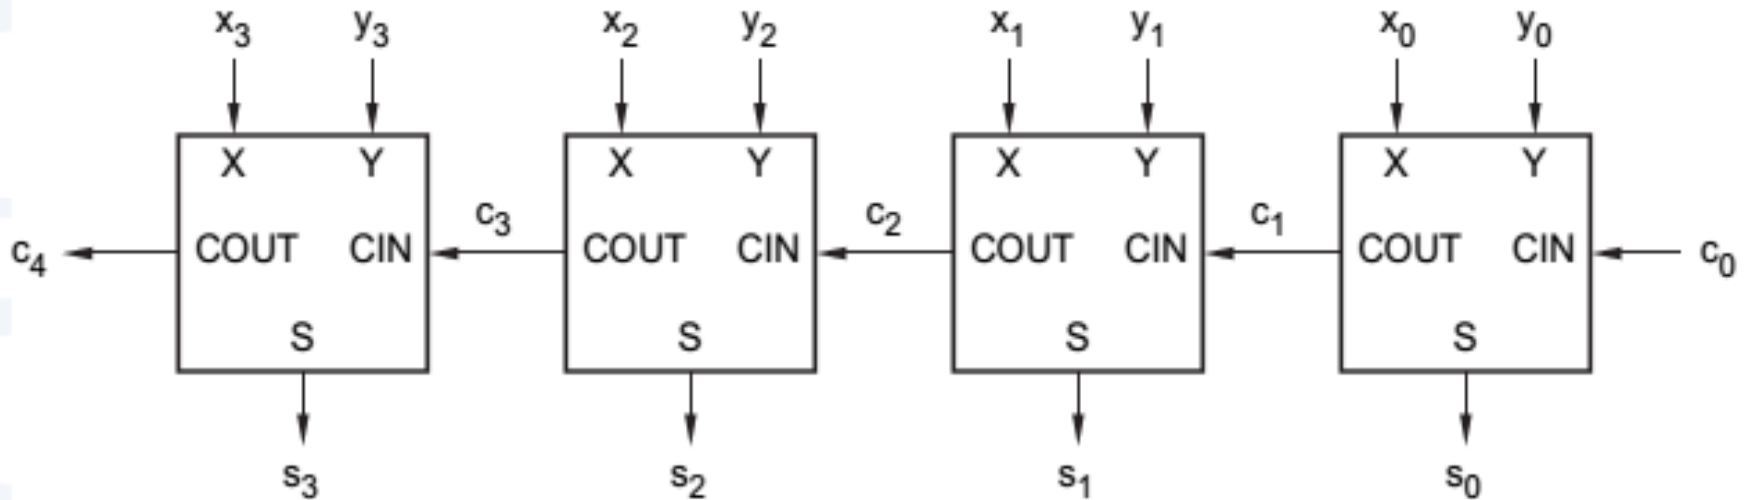 x₃ y₃ x₂ y₂ x₁ y₁ x₀ y₀
X Y X Y X Y X Y
c₄ COUT CIN c₃ COUT CIN c₂ COUT CIN c₁ COUT CIN c₀
S S S S
s₃ s₂ s₁ s₀